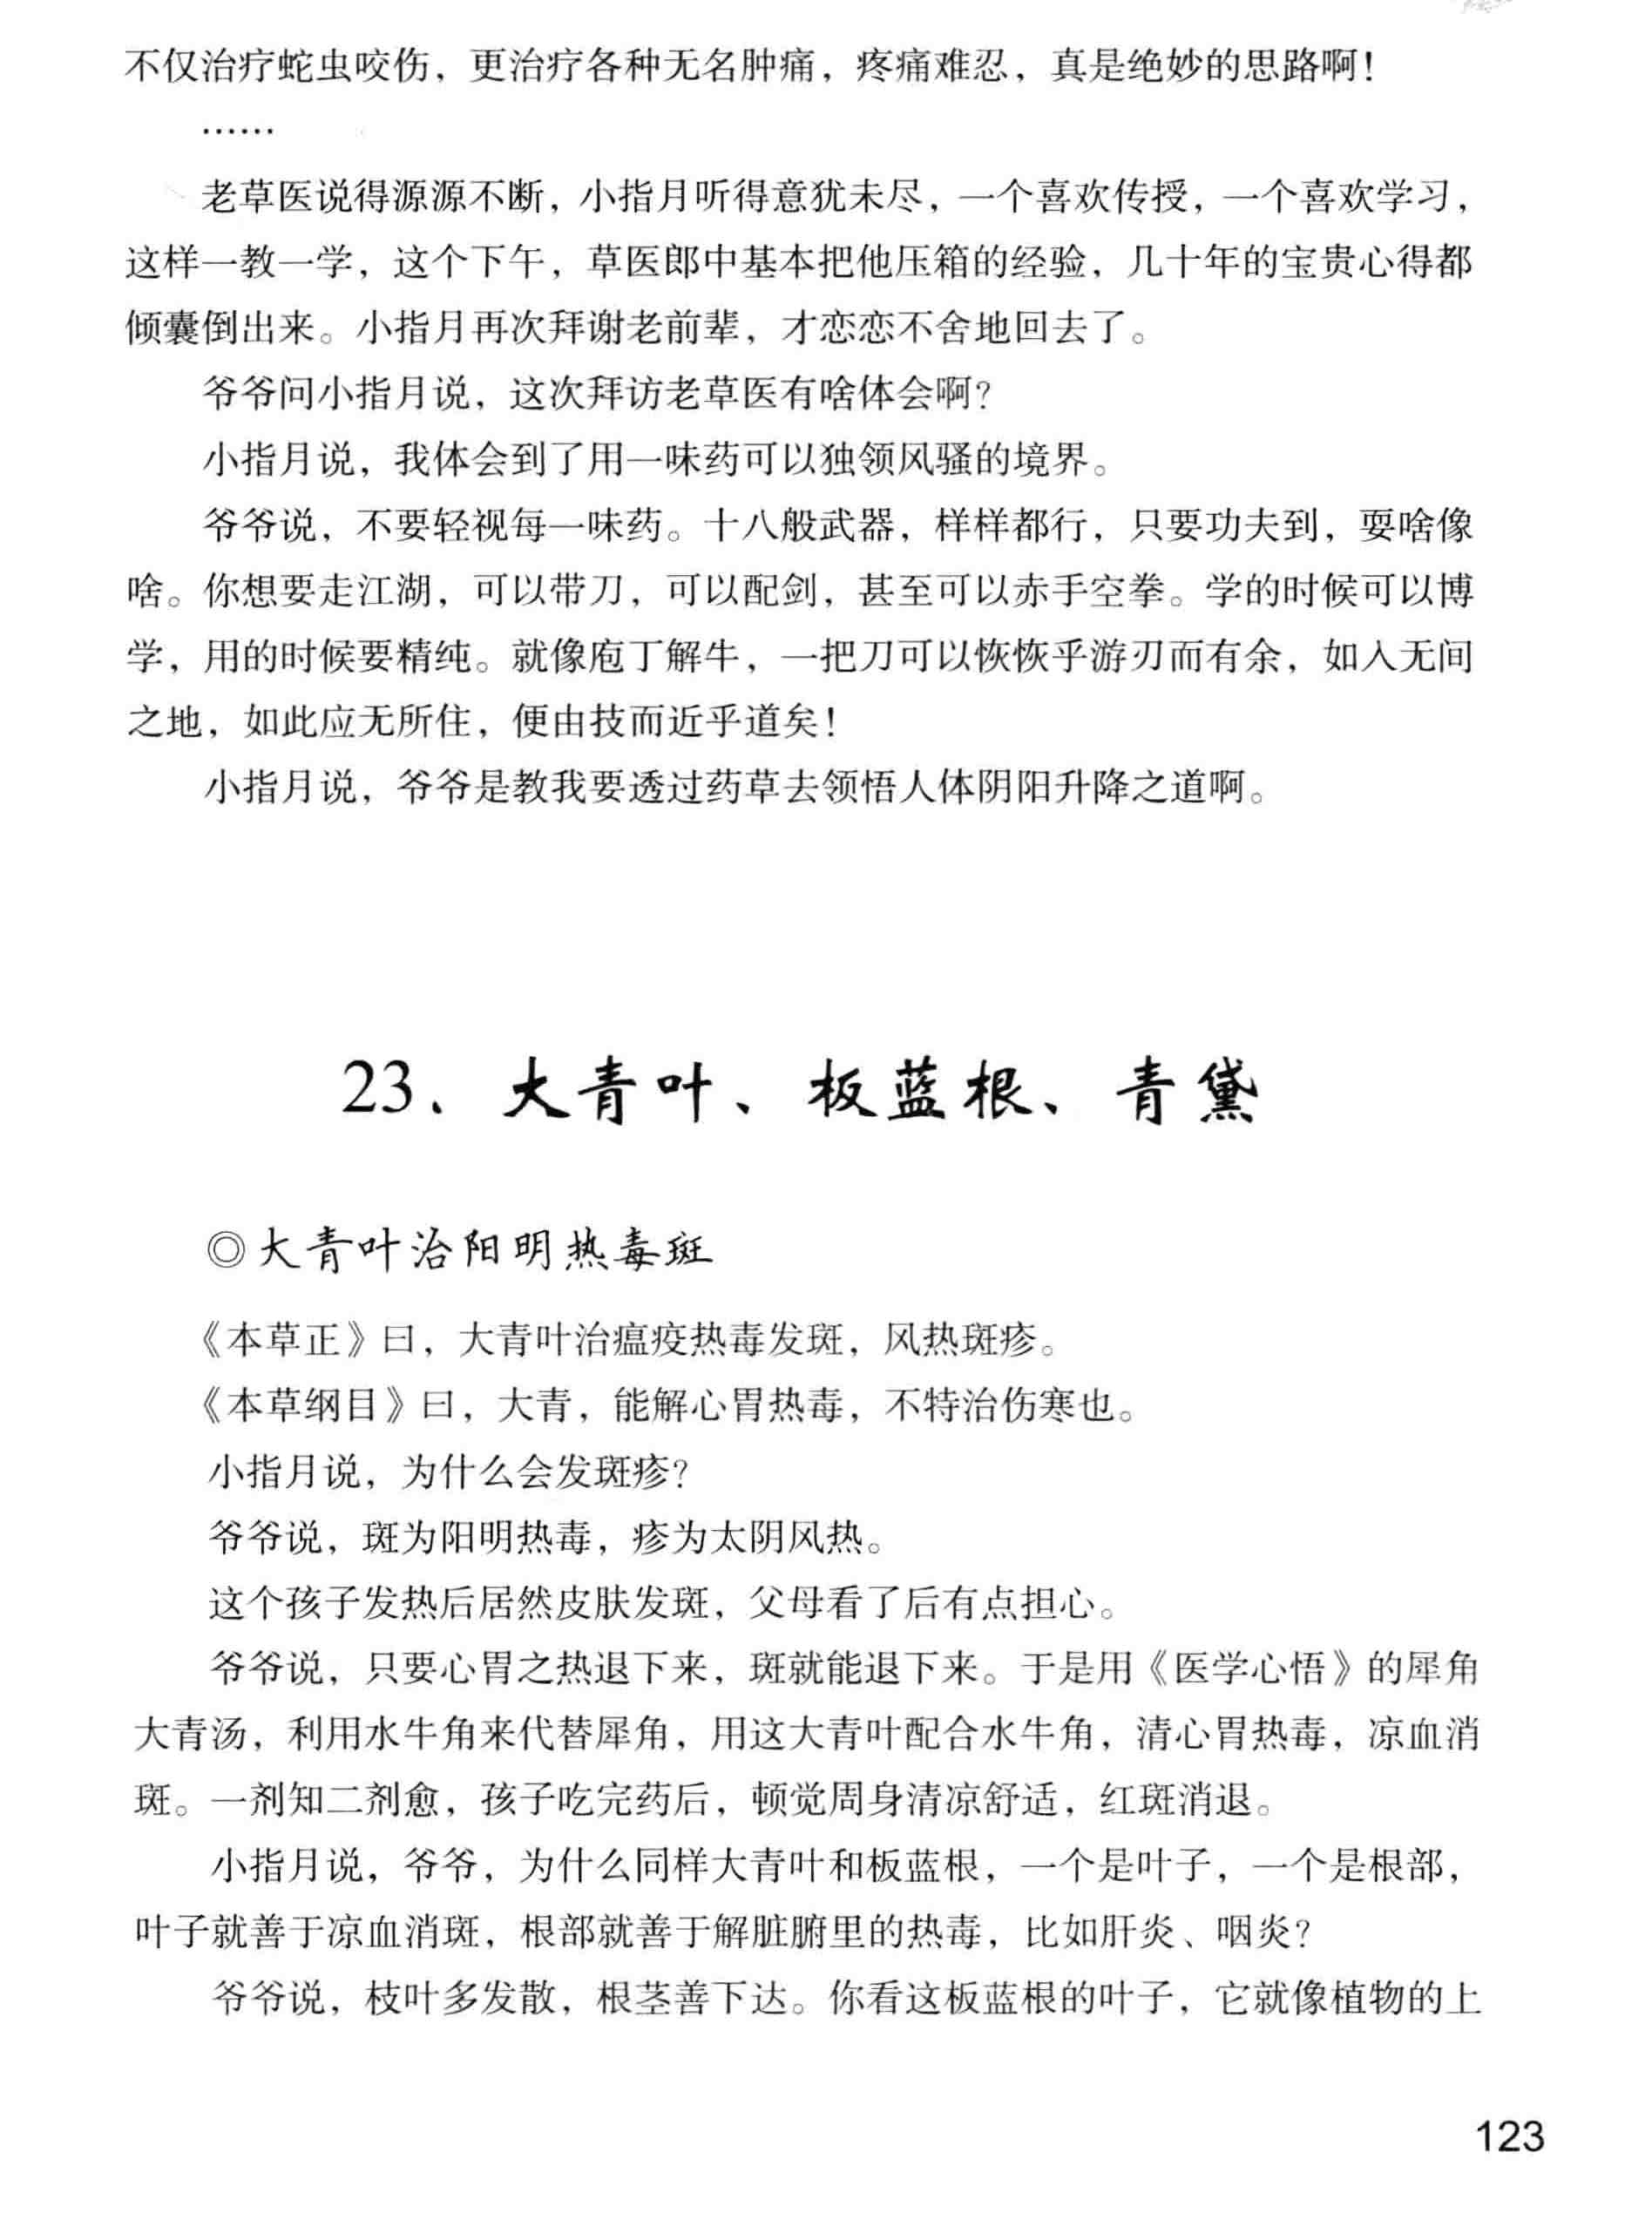 不仅治疗蛇虫咬伤，更治疗各种无名肿痛，疼痛难忍，真是绝妙的思路啊！
……
老草医说得源源不断，小指月听得意犹未尽，一个喜欢传授，一个喜欢学习，
这样一教一学，这个下午，草医郎中基本把他压箱的经验，几十年的宝贵心得都
倾囊倒出来。小指月再次拜谢老前辈，才恋恋不舍地回去了。
爷爷问小指月说，这次拜访老草医有啥体会啊？
小指月说，我体会到了用一味药可以独领风骚的境界。
爷爷说，不要轻视每一味药。十八般武器，样样都行，只要功夫到，耍啥像
啥。你想要走江湖，可以带刀，可以配剑，甚至可以赤手空拳。学的时候可以博
学，用的时候要精纯。就像庖丁解牛，一把刀可以恢恢乎游刃而有余，如入无间
之地，如此应无所住，便由技而近乎道矣！
小指月说，爷爷是教我要透过药草去领悟人体阴阳升降之道啊。
23、大青叶、板蓝根、青黛
◎大青叶治阳明热毒斑
《本草正》曰，大青叶治瘟疫热毒发斑，风热斑疹。
《本草纲目》曰，大青，能解心胃热毒，不特治伤寒也。
小指月说，为什么会发斑疹？
爷爷说，斑为阳明热毒，疹为太阴风热。
这个孩子发热后居然皮肤发斑，父母看了后有点担心。
爷爷说，只要心胃之热退下来，斑就能退下来。于是用《医学心悟》的犀角
大青汤，利用水牛角来代替犀角，用这大青叶配合水牛角，清心胃热毒，凉血消
斑。一剂知二剂愈，孩子吃完药后，顿觉周身清凉舒适，红斑消退。
小指月说，爷爷，为什么同样大青叶和板蓝根，一个是叶子，一个是根部，
叶子就善于凉血消斑，根部就善于解脏腑里的热毒，比如肝炎、咽炎？
爷爷说，枝叶多发散，根茎善下达。你看这板蓝根的叶子，它就像植物的上
123